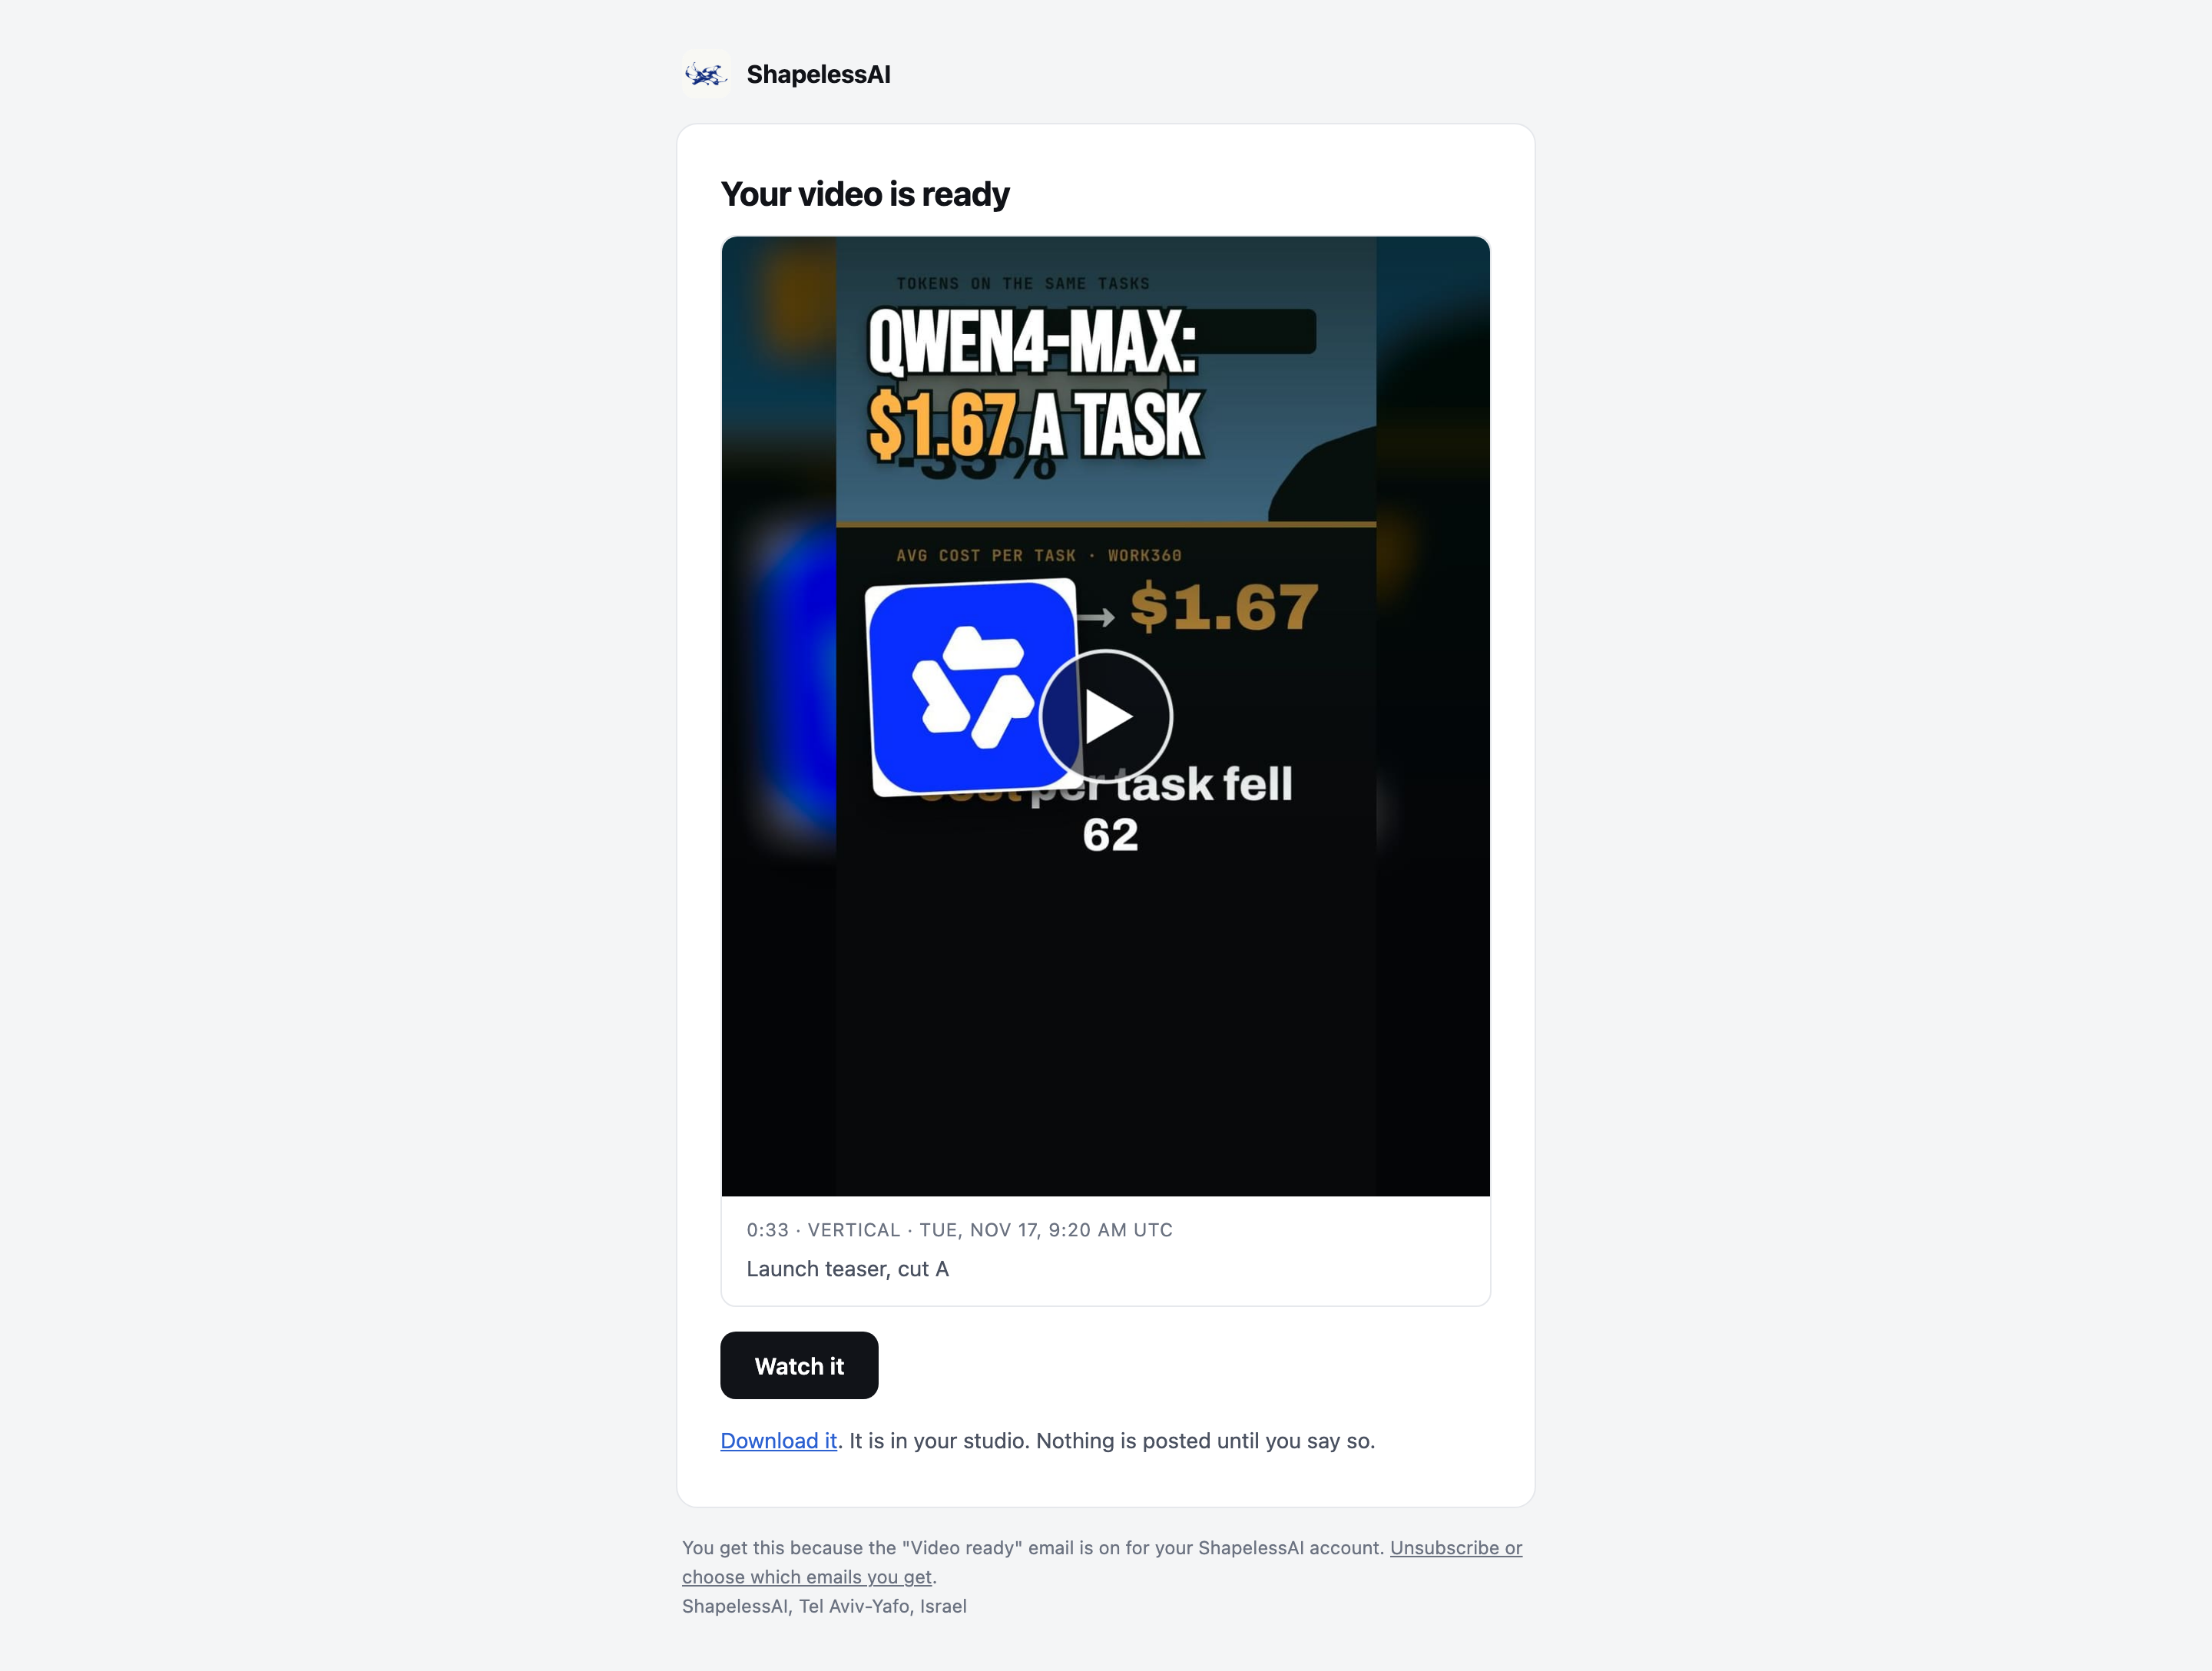 ShapelessAI
Your video is ready
TOKENS ON THE SAME TASKS
QWEN4-MAX:
$1.67 A TASK
-35%
AVG COST PER TASK · WORK360
→ $1.67
cost per task fell
62
0:33 · VERTICAL · TUE, NOV 17, 9:20 AM UTC
Launch teaser, cut A
Watch it
Download it. It is in your studio. Nothing is posted until you say so.
You get this because the "Video ready" email is on for your ShapelessAI account. Unsubscribe or
choose which emails you get.
ShapelessAI, Tel Aviv-Yafo, Israel